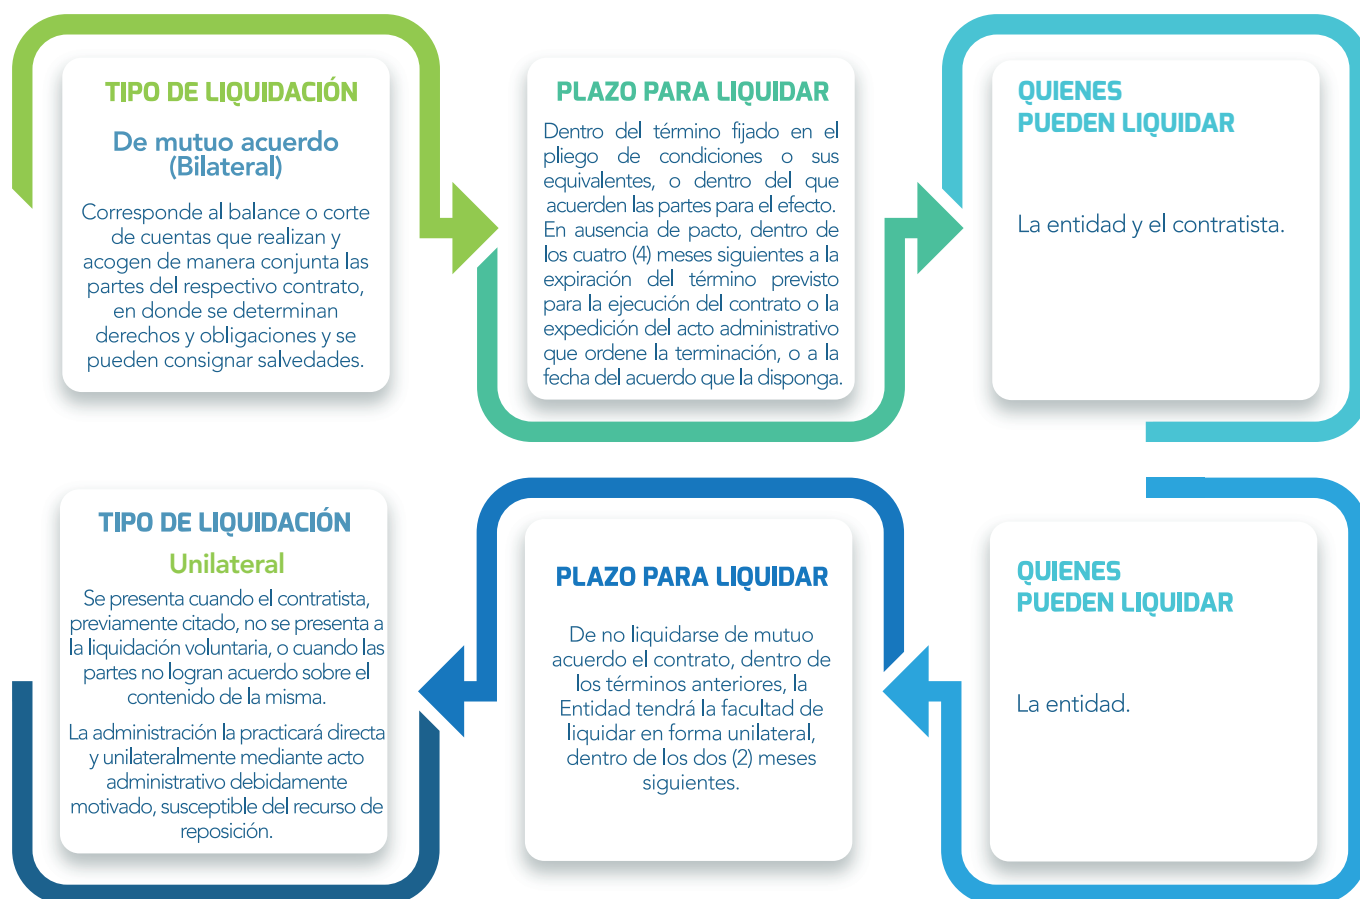 TIPO DE LIQUIDACIÓN
De mutuo acuerdo
(Bilateral)
Corresponde al balance o corte
de cuentas que realizan y
acogen de manera conjunta las
partes del respectivo contrato,
en donde se determinan
derechos y obligaciones y se
pueden consignar salvedades.
PLAZO PARA LIQUIDAR
Dentro del término fijado en el
pliego de condiciones o sus
equivalentes, o dentro del que
acuerden las partes para el efecto.
En ausencia de pacto, dentro de
los cuatro (4) meses siguientes a la
expiración del término previsto
para la ejecución del contrato o la
expedición del acto administrativo
que ordene la terminación, o a la
fecha del acuerdo que la disponga.
QUIENES
PUEDEN LIQUIDAR
La entidad y el contratista.
TIPO DE LIQUIDACIÓN
Unilateral
Se presenta cuando el contratista,
previamente citado, no se presenta a
la liquidación voluntaria, o cuando las
partes no logran acuerdo sobre el
contenido de la misma.
La administración la practicará directa
y unilateralmente mediante acto
administrativo debidamente
motivado, susceptible del recurso de
reposición.
PLAZO PARA LIQUIDAR
De no liquidarse de mutuo
acuerdo el contrato, dentro de
los términos anteriores, la
Entidad tendrá la facultad de
liquidar en forma unilateral,
dentro de los dos (2) meses
siguientes.
QUIENES
PUEDEN LIQUIDAR
La entidad.